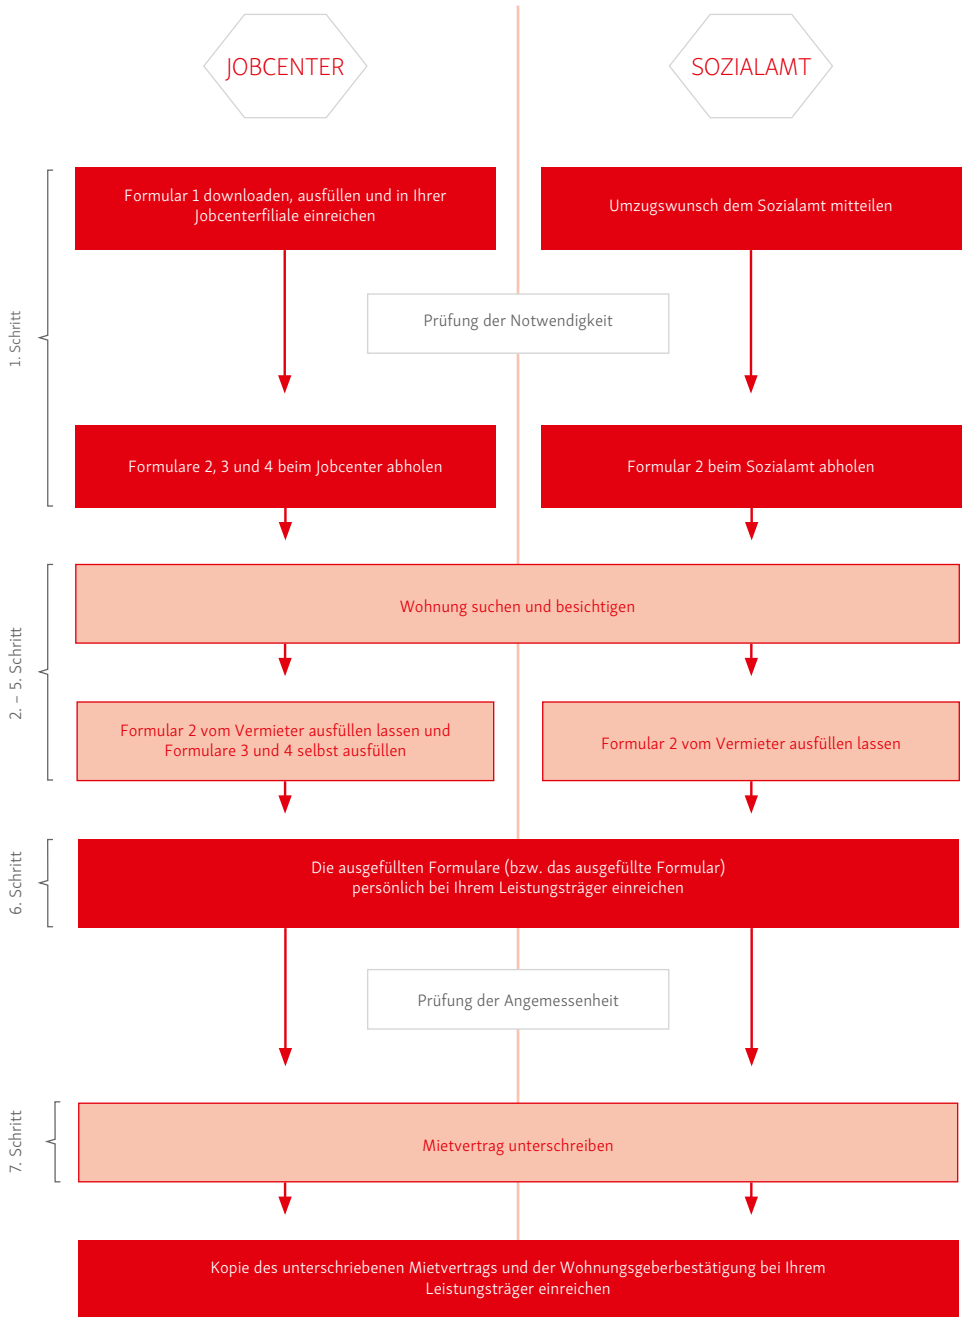 JOBCENTER
SOZIALAMT
1. Schritt
Formular 1 downloaden, ausfüllen und in Ihrer
Jobcenterfiliale einreichen
Umzugswunsch dem Sozialamt mitteilen
Prüfung der Notwendigkeit
Formulare 2, 3 und 4 beim Jobcenter abholen
Formular 2 beim Sozialamt abholen
2. – 5. Schritt
Wohnung suchen und besichtigen
Formular 2 vom Vermieter ausfüllen lassen und
Formulare 3 und 4 selbst ausfüllen
Formular 2 vom Vermieter ausfüllen lassen
6. Schritt
Die ausgefüllten Formulare (bzw. das ausgefüllte Formular)
persönlich bei Ihrem Leistungsträger einreichen
Prüfung der Angemessenheit
7. Schritt
Mietvertrag unterschreiben
Kopie des unterschriebenen Mietvertrags und der Wohnungsgeberbestätigung bei Ihrem
Leistungsträger einreichen